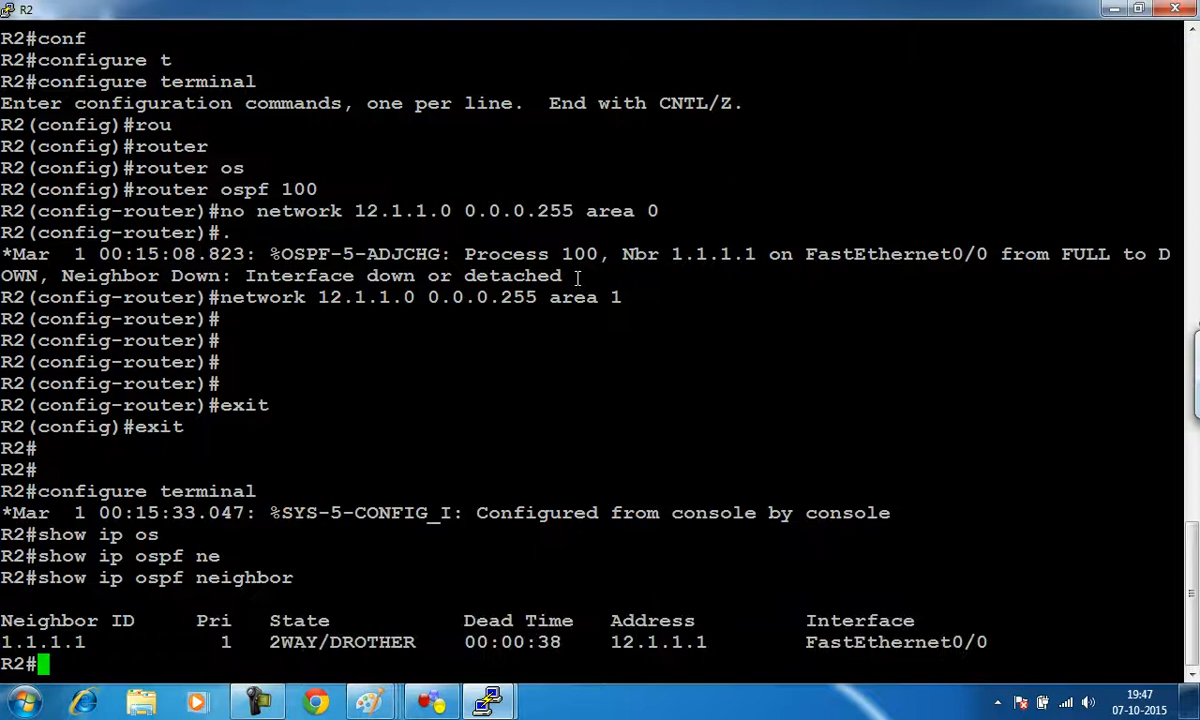 R2
R2#conf
R2#configure t
R2#configure terminal
Enter configuration commands, one per line.  End with CNTL/Z.
R2(config)#rou
R2(config)#router
R2(config)#router os
R2(config)#router ospf 100
R2(config-router)#no network 12.1.1.0 0.0.0.255 area 0
R2(config-router)#.
*Mar  1 00:15:08.823: %OSPF-5-ADJCHG: Process 100, Nbr 1.1.1.1 on FastEthernet0/0 from FULL to D
OWN, Neighbor Down: Interface down or detached
R2(config-router)#network 12.1.1.0 0.0.0.255 area 1
R2(config-router)#
R2(config-router)#
R2(config-router)#
R2(config-router)#
R2(config-router)#exit
R2(config)#exit
R2#
R2#
R2#configure terminal
*Mar  1 00:15:33.047: %SYS-5-CONFIG_I: Configured from console by console
R2#show ip os
R2#show ip ospf ne
R2#show ip ospf neighbor
Neighbor ID     Pri   State           Dead Time   Address         Interface
1.1.1.1           1   2WAY/DROTHER    00:00:38    12.1.1.1        FastEthernet0/0
R2#
19:47
07-10-2015